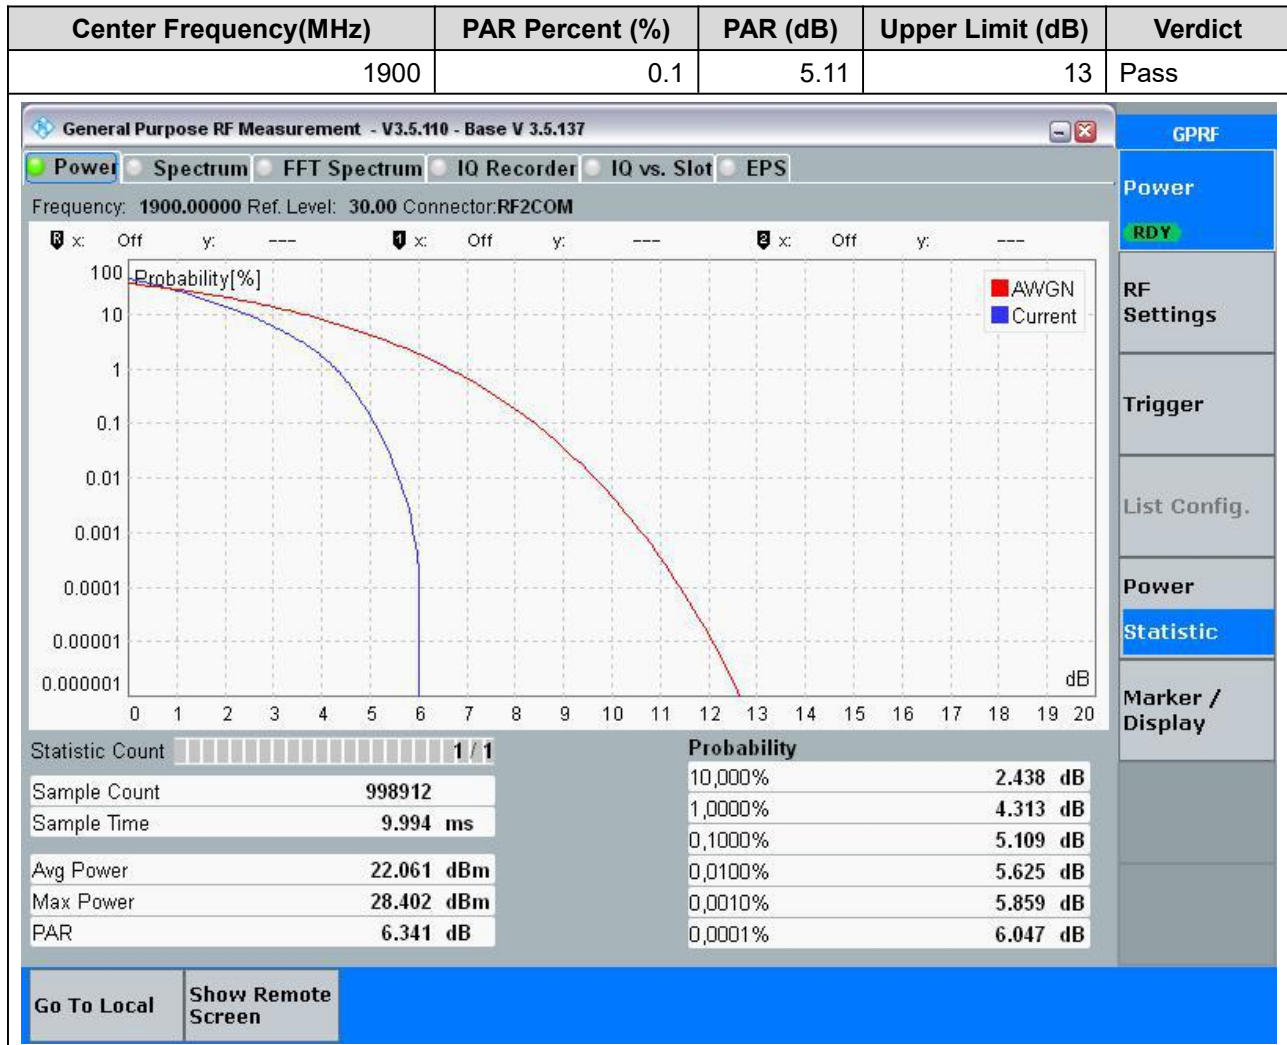 Center Frequency(MHz) PAR Percent (%) PAR (dB) Upper Limit (dB) Verdict
1900 0.1 5.11 13 Pass
General Purpose RF Measurement - V3.5.110 - Base V 3.5.137
GPRF
Power Spectrum FFT Spectrum IQ Recorder IQ vs. Slot EPS
Power
RDY
Frequency: 1900.00000 Ref. Level: 30.00 Connector:RF2COM
R x: Off y: --- 1 x: Off y: --- 2 x: Off y: ---
Probability[%]
AWGN
Current
100
10
1
0.1
0.01
0.001
0.0001
0.00001
0.000001
dB
0 1 2 3 4 5 6 7 8 9 10 11 12 13 14 15 16 17 18 19 20
RF
Settings
Trigger
List Config.
Power
Statistic
Marker /
Display
Statistic Count 1 / 1
Sample Count 998912
Sample Time 9.994 ms
Avg Power 22.061 dBm
Max Power 28.402 dBm
PAR 6.341 dB
Probability
10,000% 2.438 dB
1,0000% 4.313 dB
0,1000% 5.109 dB
0,0100% 5.625 dB
0,0010% 5.859 dB
0,0001% 6.047 dB
Go To Local
Show Remote
Screen